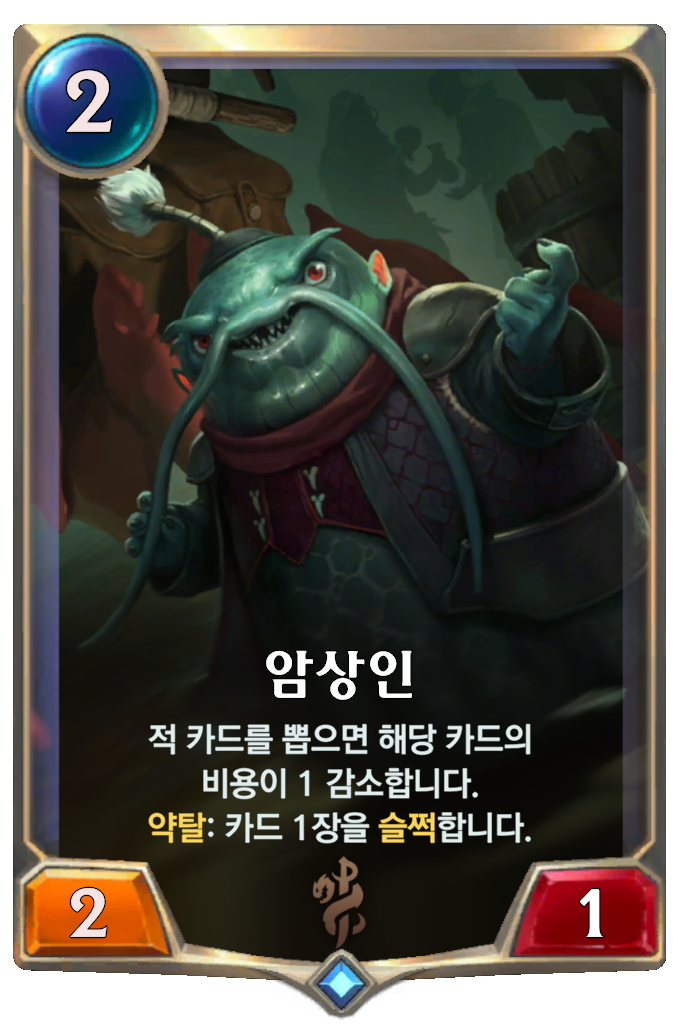 2
암상인
적 카드를 뽑으면 해당 카드의
비용이 1 감소합니다.
약탈: 카드 1장을 슬쩍합니다.
2
1